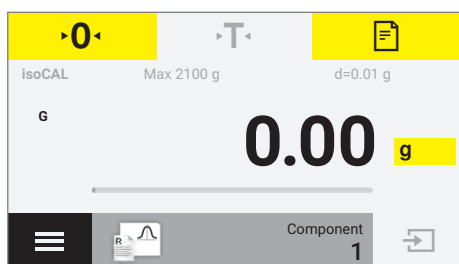 0
T
isoCAL Max 2100 g d=0.01 g
G
0.00 g
R
Component
1